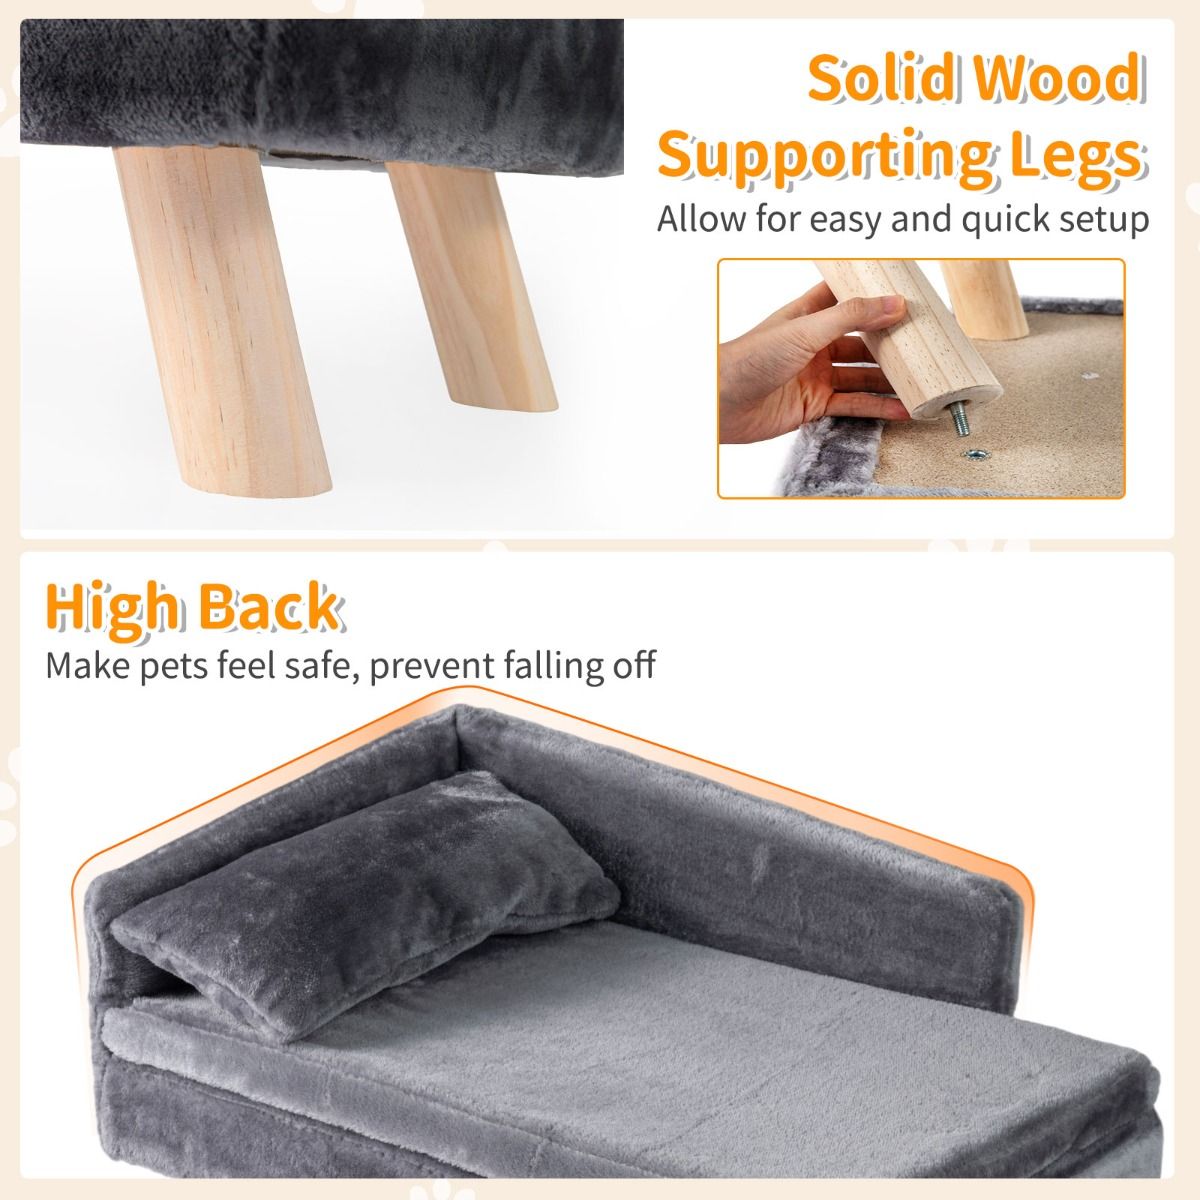 Solid Wood
Supporting Legs
Allow for easy and quick setup
High Back
Make pets feel safe, prevent falling off